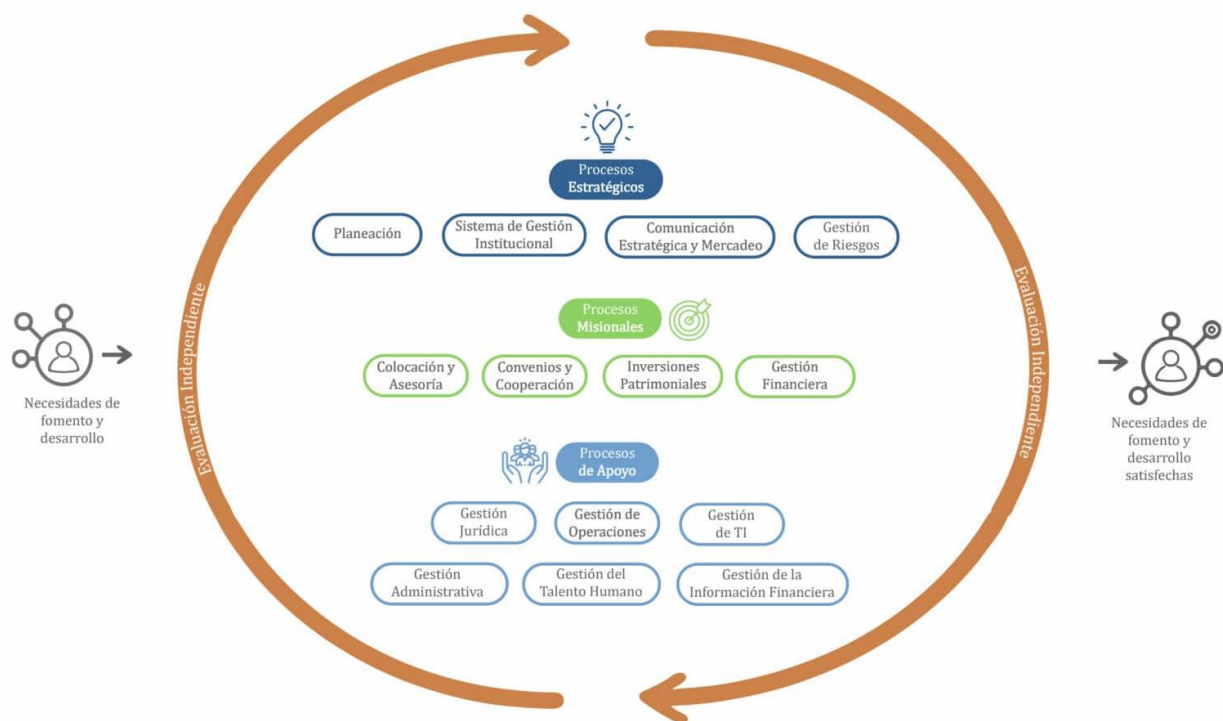 Procesos
Estratégicos
Planeación
Sistema de Gestión
Institucional
Comunicación
Estratégica y Mercadeo
Gestión
de Riesgos
Evaluación Independiente
Necesidades de
fomento y
desarrollo
Procesos
Misionales
Colocación y
Asesoría
Convenios y
Cooperación
Inversiones
Patrimoniales
Gestión
Financiera
Procesos
de Apoyo
Gestión
Jurídica
Gestión de
Operaciones
Gestión
de TI
Gestión
Administrativa
Gestión del
Talento Humano
Gestión de la
Información Financiera
Evaluación Independiente
Necesidades de
fomento y
desarrollo
satisfechas